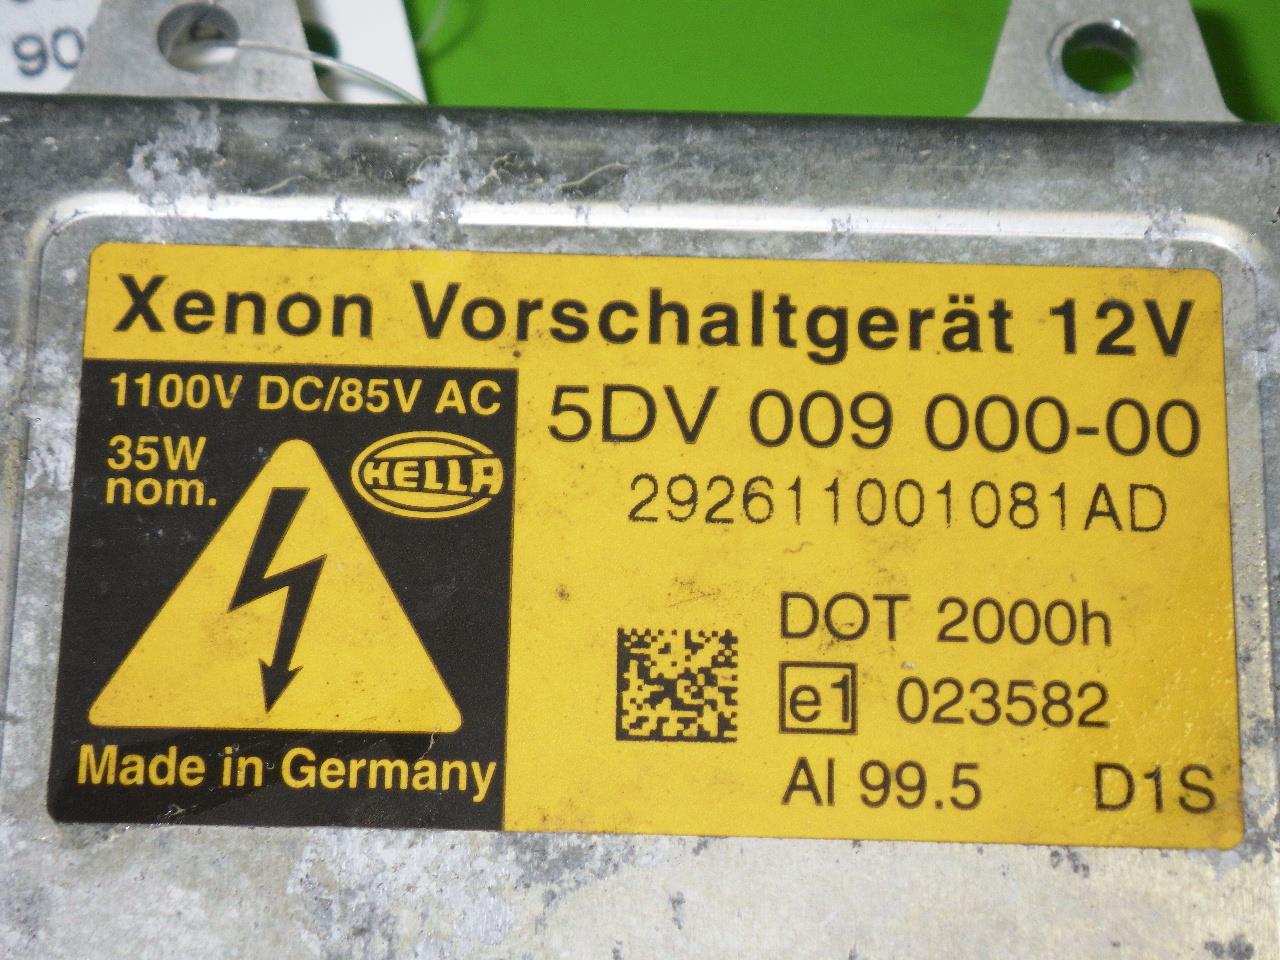 90
Xenon Vorschaltgerät 12V
1100V DC/85V AC
35W
nom.
HELLA
Made in Germany
5DV 009 000-00
292611001081AD
DOT 2000h
e1 023582
Al 99.5 D1S